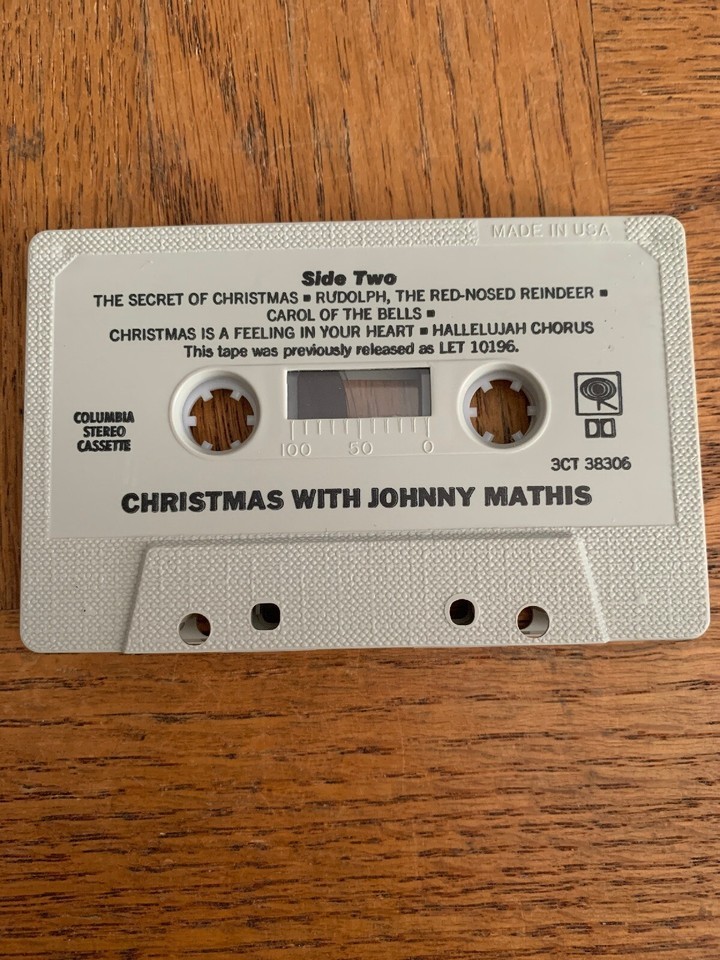 MADE IN USA
Side Two
THE SECRET OF CHRISTMAS ▪ RUDOLPH, THE RED-NOSED REINDEER ▪
CAROL OF THE BELLS ▪
CHRISTMAS IS A FEELING IN YOUR HEART ▪ HALLELUJAH CHORUS
This tape was previously released as LET 10196.
COLUMBIA
STEREO
CASSETTE
100 50 0
3CT 38306
CHRISTMAS WITH JOHNNY MATHIS